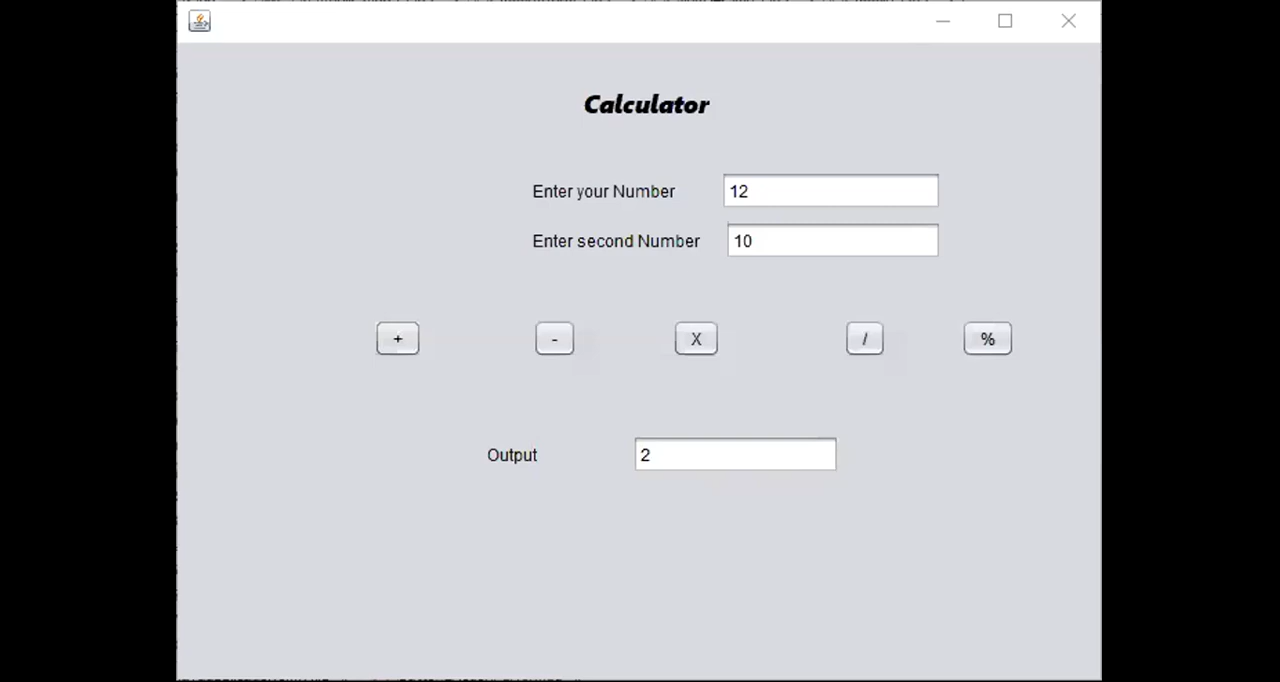 Calculator
Enter your Number 12
Enter second Number 10
+ - X / %
Output 2